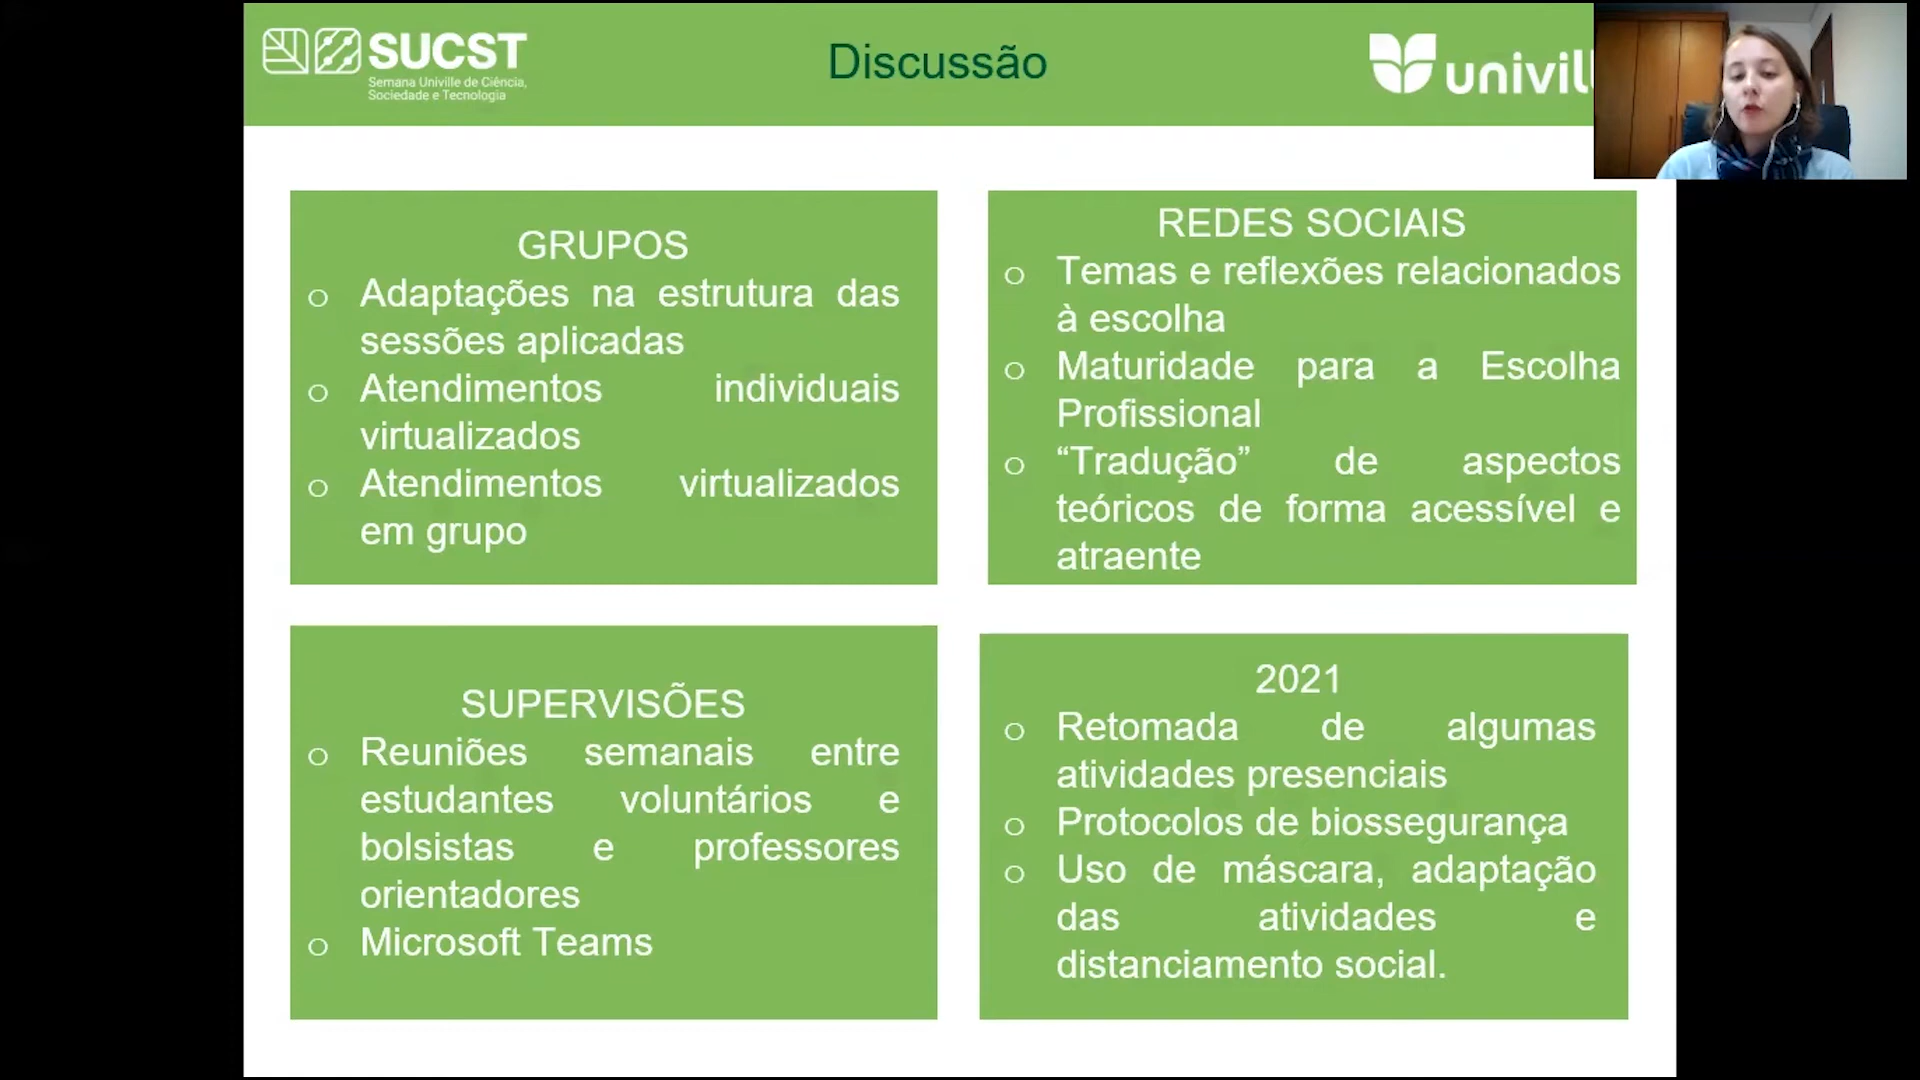 SUCST
Semana Univille de Ciência,
Sociedade e Tecnologia
Discussão
GRUPOS
o Adaptações na estrutura das
sessões aplicadas
o Atendimentos individuais
virtualizados
o Atendimentos virtualizados
em grupo
REDES SOCIAIS
o Temas e reflexões relacionados
à escolha
o Maturidade para a Escolha
Profissional
o “Tradução” de aspectos
teóricos de forma acessível e
atraente
SUPERVISÕES
o Reuniões semanais entre
estudantes voluntários e
bolsistas e professores
orientadores
o Microsoft Teams
2021
o Retomada de algumas
atividades presenciais
o Protocolos de biossegurança
o Uso de máscara, adaptação
das atividades e
distanciamento social.